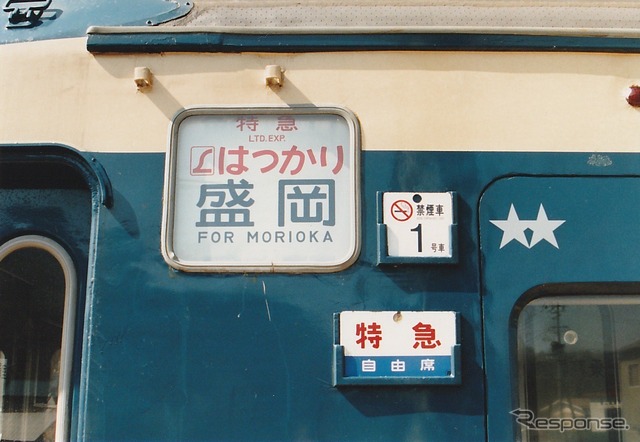 特急
LTD.EXP.
Lはつかり
盛岡
FOR MORIOKA
禁煙車
1
号車
特急
自由席
Response.